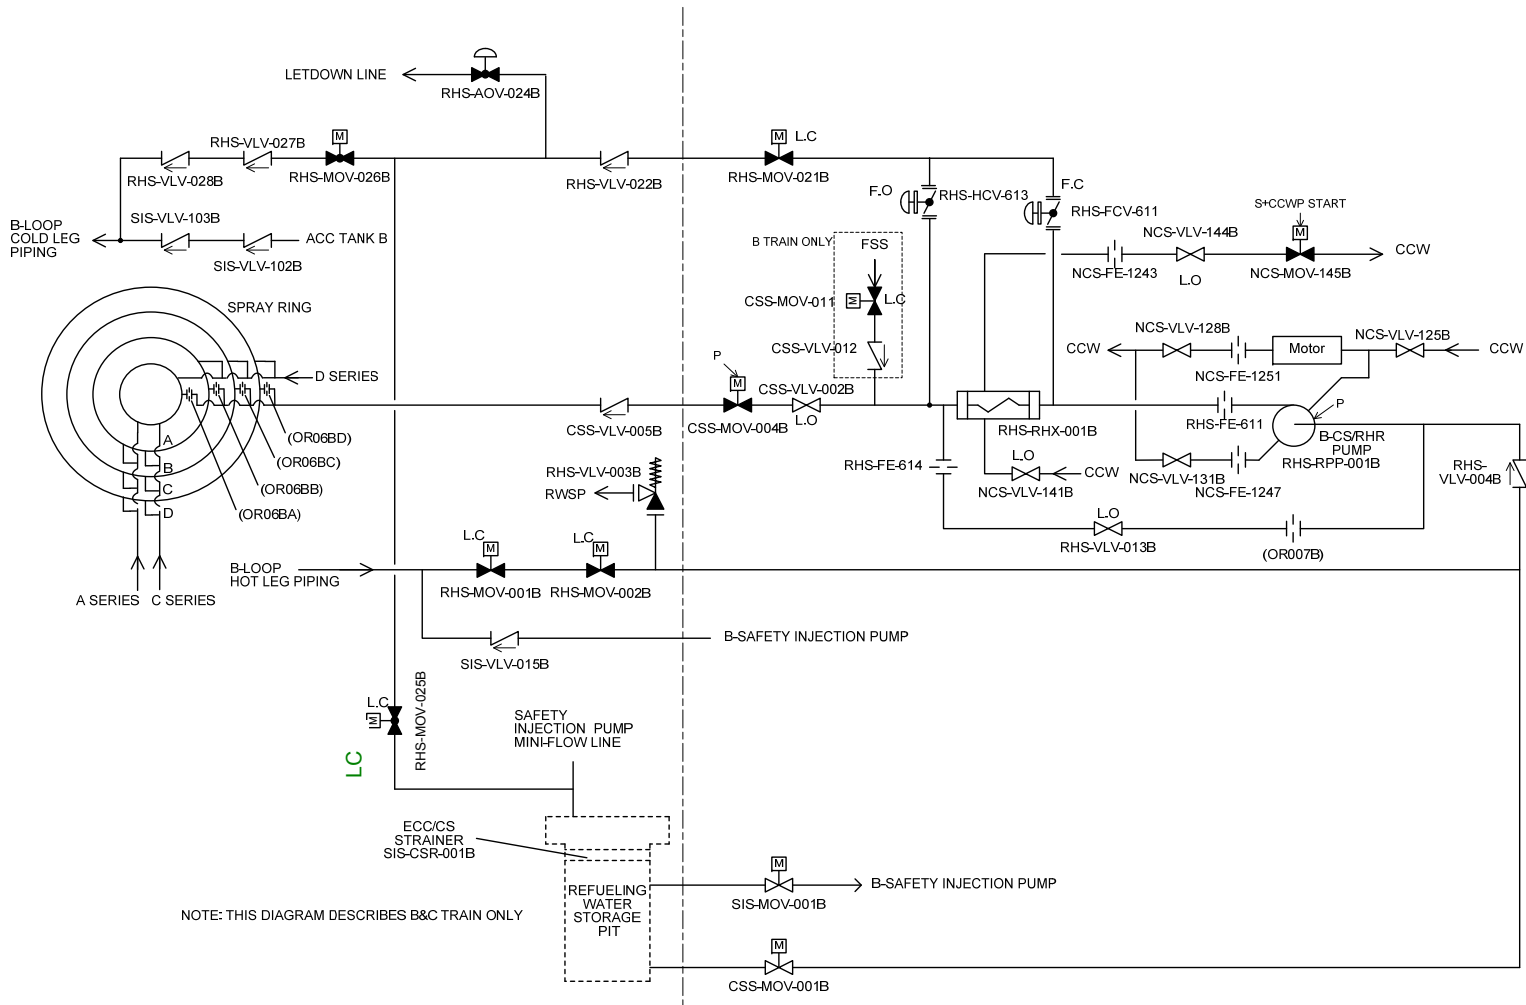 LETDOWN LINE
RHS-AOV-024B
M
RHS-VLV-027B
RHS-VLV-028B
RHS-MOV-026B
RHS-VLV-022B
M
L.C
RHS-MOV-021B
F.O
RHS-HCV-613
F.C
RHS-FCV-611
S+CCWP START
M
NCS-VLV-144B
NCS-FE-1243
L.O
NCS-MOV-145B
CCW
SIS-VLV-103B
B-LOOP
COLD LEG
PIPING
ACC TANK B
SIS-VLV-102B
B TRAIN ONLY
FSS
CSS-MOV-011
M
L.C
CSS-VLV-012
SPRAY RING
D SERIES
A
B
C
D
(OR06BD)
(OR06BC)
(OR06BB)
(OR06BA)
A SERIES
C SERIES
CSS-VLV-005B
P
M
CSS-MOV-004B
CSS-VLV-002B
L.O
RHS-RHX-001B
NCS-VLV-128B
CCW
NCS-FE-1251
Motor
NCS-VLV-125B
CCW
RHS-FE-611
P
B-CS/RHR
PUMP
RHS-RPP-001B
NCS-VLV-131B
NCS-FE-1247
RHS-
VLV-004B
RHS-FE-614
L.O
CCW
NCS-VLV-141B
L.O
RHS-VLV-013B
(OR007B)
RHS-VLV-003B
RWSP
B-LOOP
HOT LEG PIPING
L.C
M
RHS-MOV-001B
L.C
M
RHS-MOV-002B
SIS-VLV-015B
B-SAFETY INJECTION PUMP
L.C
M
RHS-MOV-025B
LC
SAFETY
INJECTION PUMP
MINI-FLOW LINE
ECC/CS
STRAINER
SIS-CSR-001B
REFUELING
WATER
STORAGE
PIT
M
SIS-MOV-001B
B-SAFETY INJECTION PUMP
M
CSS-MOV-001B
NOTE: THIS DIAGRAM DESCRIBES B&C TRAIN ONLY